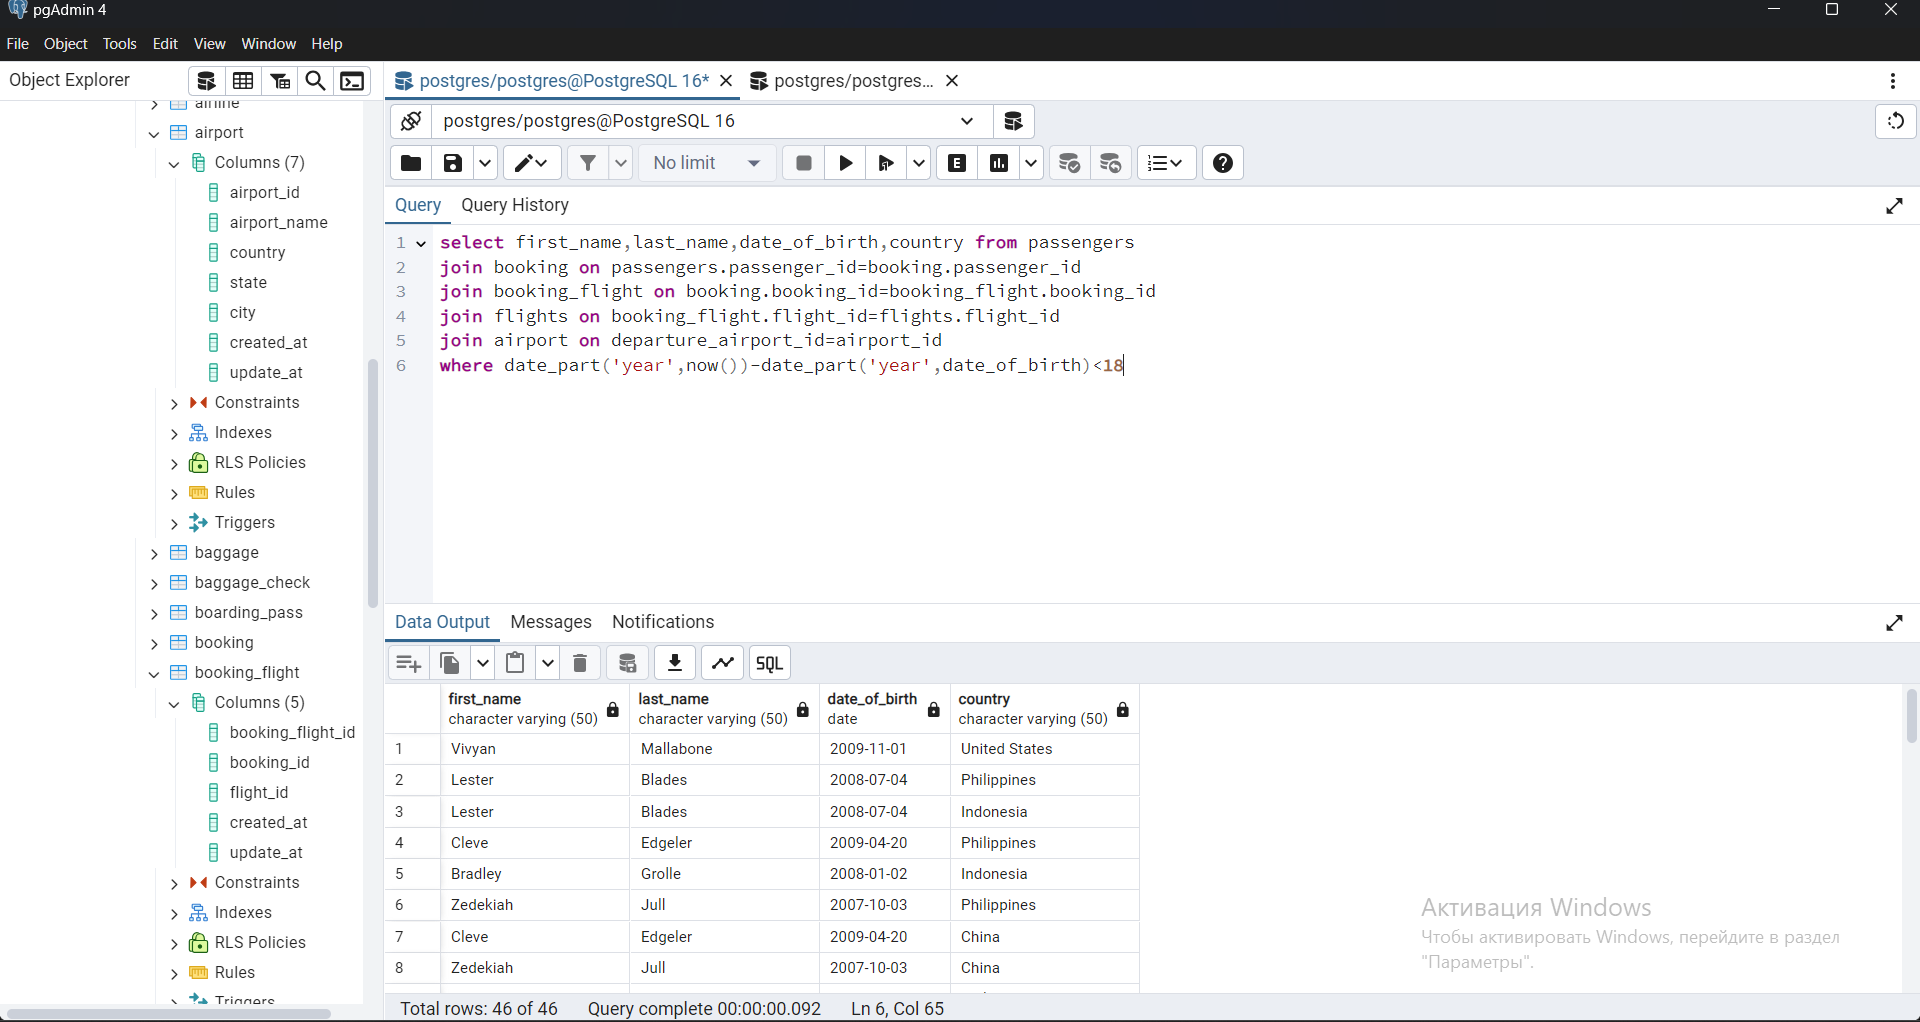 pgAdmin 4
File Object Tools Edit View Window Help
Object Explorer
postgres/postgres@PostgreSQL 16*
postgres/postgres...
postgres/postgres@PostgreSQL 16
No limit
E
Query Query History
airline
airport
Columns (7)
airport_id
airport_name
country
state
city
created_at
update_at
Constraints
Indexes
RLS Policies
Rules
Triggers
baggage
baggage_check
boarding_pass
booking
booking_flight
Columns (5)
booking_flight_id
booking_id
flight_id
created_at
update_at
Constraints
Indexes
RLS Policies
Rules
Triggers
1 select first_name,last_name,date_of_birth,country from passengers
2 join booking on passengers.passenger_id=booking.passenger_id
3 join booking_flight on booking.booking_id=booking_flight.booking_id
4 join flights on booking_flight.flight_id=flights.flight_id
5 join airport on departure_airport_id=airport_id
6 where date_part('year',now())-date_part('year',date_of_birth)<18
Data Output Messages Notifications
SQL
first_name last_name date_of_birth country
character varying (50) character varying (50) date character varying (50)
1 Vivyan Mallabone 2009-11-01 United States
2 Lester Blades 2008-07-04 Philippines
3 Lester Blades 2008-07-04 Indonesia
4 Cleve Edgeler 2009-04-20 Philippines
5 Bradley Grolle 2008-01-02 Indonesia
6 Zedekiah Jull 2007-10-03 Philippines
7 Cleve Edgeler 2009-04-20 China
8 Zedekiah Jull 2007-10-03 China
Активация Windows
Чтобы активировать Windows, перейдите в раздел
"Параметры".
Total rows: 46 of 46 Query complete 00:00:00.092 Ln 6, Col 65